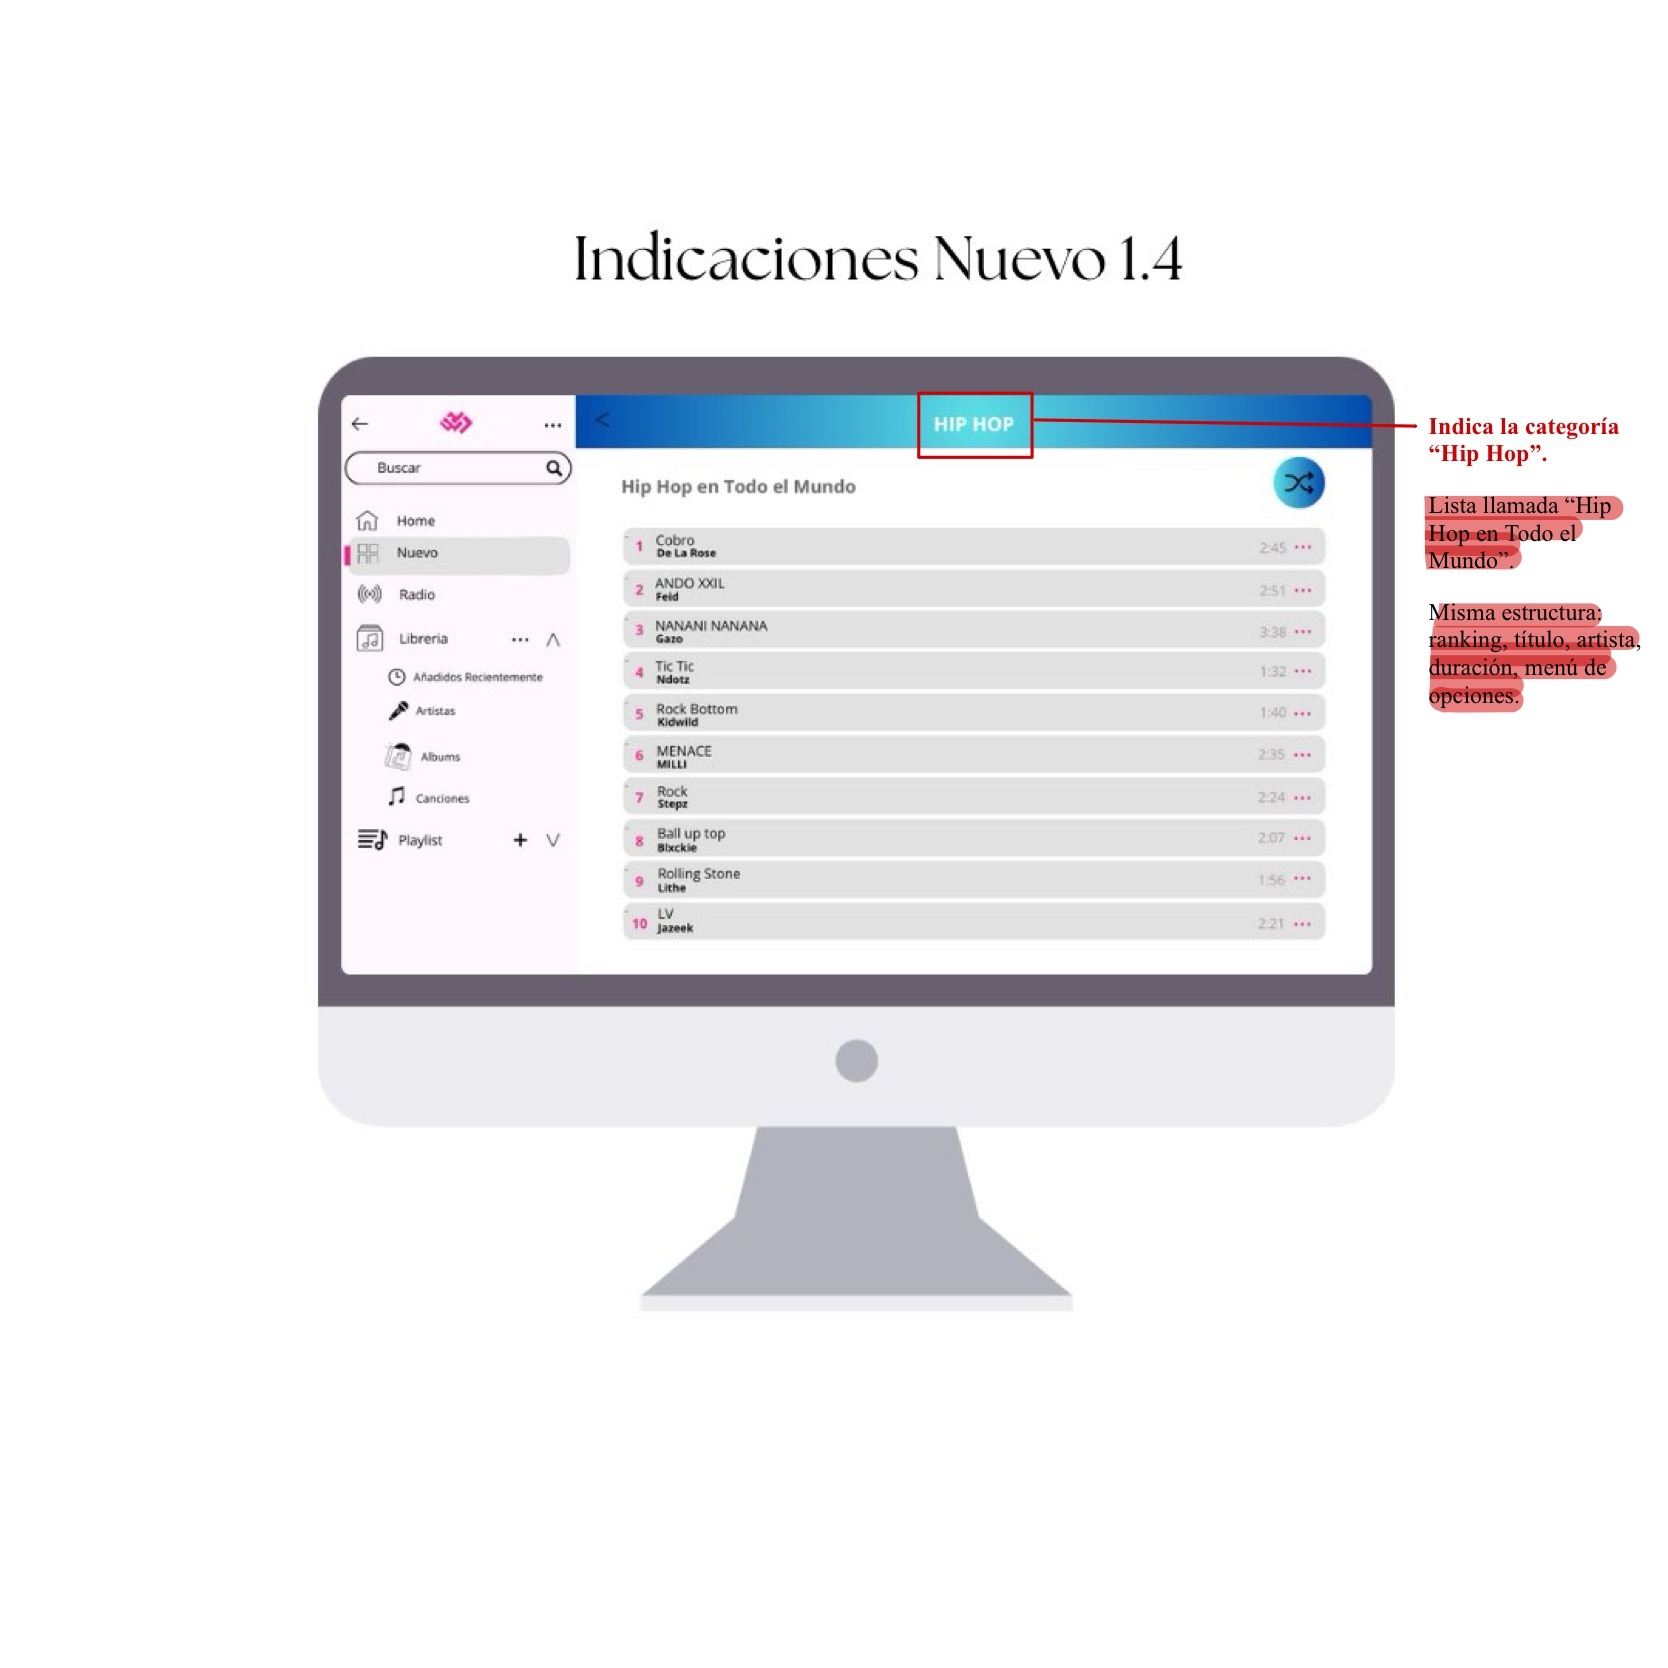 Indicaciones Nuevo 1.4
HIP HOP
Indica la categoría
“Hip Hop”.
Lista llamada “Hip
Hop en Todo el
Mundo”.
Misma estructura:
ranking, título, artista,
duración, menú de
opciones.
Buscar
Home
Nuevo
Radio
Libreria
Añadidos Recientemente
Artistas
Albums
Canciones
Playlist
Hip Hop en Todo el Mundo
1 Cobro 2:45
De La Rose
2 ANDO XXIL 2:51
Feid
3 NANANI NANANA 3:38
Gazo
4 Tic Tic 1:32
Ndotz
5 Rock Bottom 1:40
Kidwild
6 MENACE 2:35
MILLI
7 Rock 2:24
Stepz
8 Ball up top 2:07
Blxckie
9 Rolling Stone 1:56
Lithe
10 LV 2:21
Jazeek